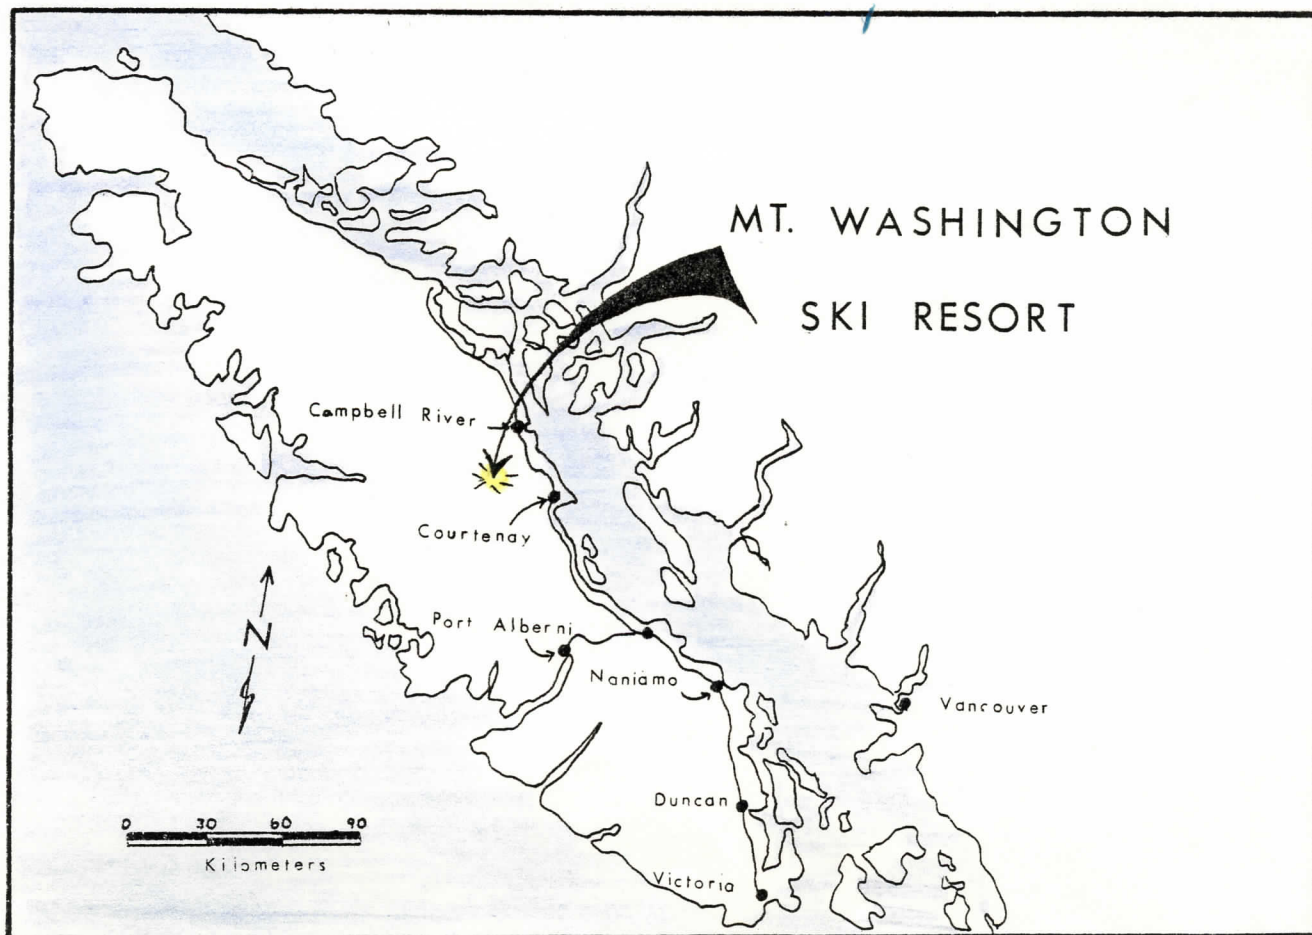 MT. WASHINGTON
SKI RESORT
Campbell River
Courtenay
Port Alberni
Naniamo
Vancouver
Duncan
Victoria
N
0 30 60 90
Kilometers